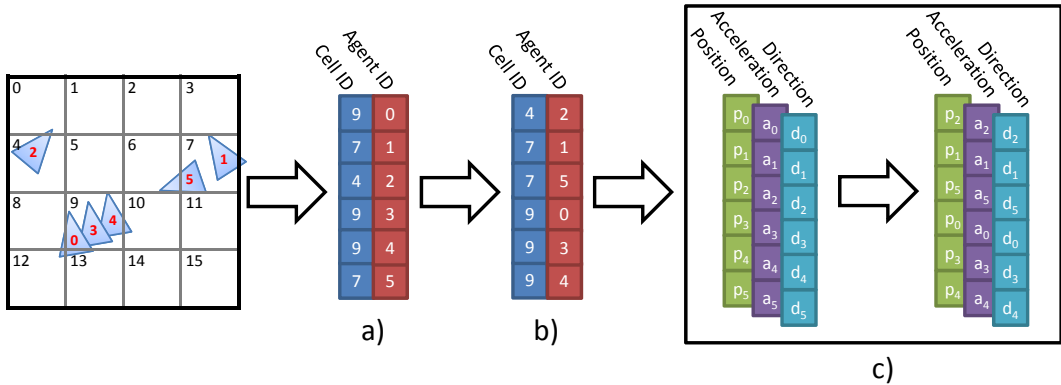 Cell ID
Agent ID
Cell ID
Agent ID
Position
Acceleration
Direction
Position
Acceleration
Direction
0 1 2 3
4 5 6 7
2 1
5
8 9 10 11
0 3 4
12 13 14 15
9 0
7 1
4 2
9 3
9 4
7 5
a)
4 2
7 1
7 5
9 0
9 3
9 4
b)
p₀ a₀ d₀
p₁ a₁ d₁
p₂ a₂ d₂
p₃ a₃ d₃
p₄ a₄ d₄
p₅ a₅ d₅
p₂ a₂ d₂
p₁ a₁ d₁
p₅ a₅ d₅
p₀ a₀ d₀
p₃ a₃ d₃
p₄ a₄ d₄
c)